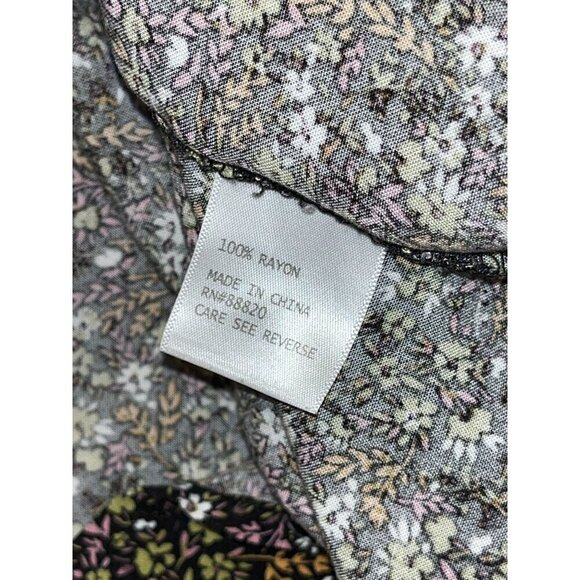 100% RAYON
MADE IN CHINA
RN#88820
CARE SEE REVERSE